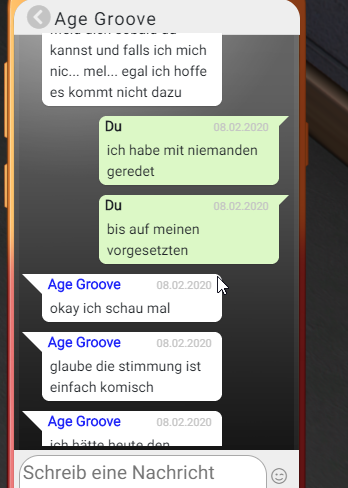 Age Groove
kannst und falls ich mich
nic... mel... egal ich hoffe
es kommt nicht dazu
Du 08.02.2020
ich habe mit niemanden
geredet
Du 08.02.2020
bis auf meinen
vorgesetzten
Age Groove 08.02.2020
okay ich schau mal
Age Groove 08.02.2020
glaube die stimmung ist
einfach komisch
Age Groove 08.02.2020
ich hätte heute den
Schreib eine Nachricht